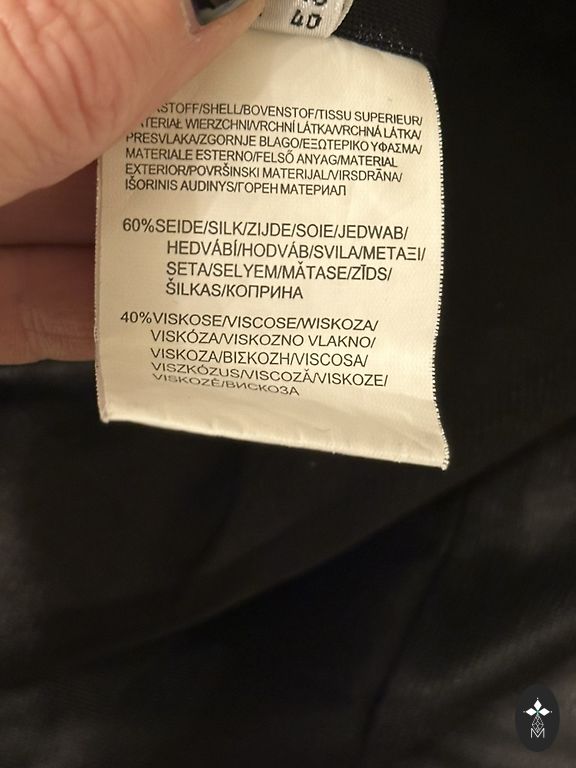 40
/SHELL/BOVENSTOF/TISSU SUPERIEUR/
WIERZCHNI/VRCHNÍ LÁTKA/VRCHNÁ LÁTKA/
PRESVLAKA/ZGORNJE BLAGO/ΕΞΩΤΕΡΙΚΟ ΥΦΑΣΜΑ/
MATERIALE ESTERNO/FELSŐ ANYAG/MATERIAL
EXTERIOR/POVRŠINSKI MATERIJAL/VIRSDRĀNA/
IŠORINIS AUDINYS/ГОРЕН МАТЕРИАЛ
60%SEIDE/SILK/ZIJDE/SOIE/JEDWAB/
HEDVÁBÍ/HODVÁB/SVILA/ΜΕΤΑΞΙ/
SETA/SELYEM/MĂTASE/ZĪDS/
ŠILKAS/КОПРИНА
40%VISKOSE/VISCOSE/WISKOZA/
VISKÓZA/VISKOZNO VLAKNO/
VISKOZA/ΒΙΣΚΟΖΗ/VISCOSA/
VISZKÓZUS/VISCOZĂ/VISKOZE/
VISKOZĖ/ВИСКОЗА
M